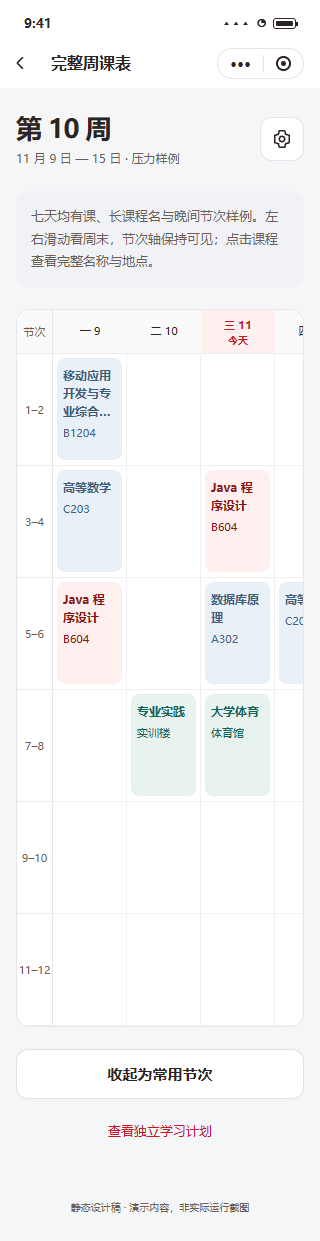 9:41
完整周课表
第 10 周
11 月 9 日 — 15 日 · 压力样例
七天均有课、长课程名与晚间节次样例。左
右滑动看周末，节次轴保持可见；点击课程
查看完整名称与地点。
节次
一 9
二 10
三 11
今天
1–2
移动应用
开发与专
业综合…
B1204
3–4
高等数学
C203
Java 程
序设计
B604
5–6
Java 程
序设计
B604
数据库原
理
A302
高等
C20
7–8
专业实践
实训楼
大学体育
体育馆
9–10
11–12
收起为常用节次
查看独立学习计划
静态设计稿 · 演示内容，非实际运行截图